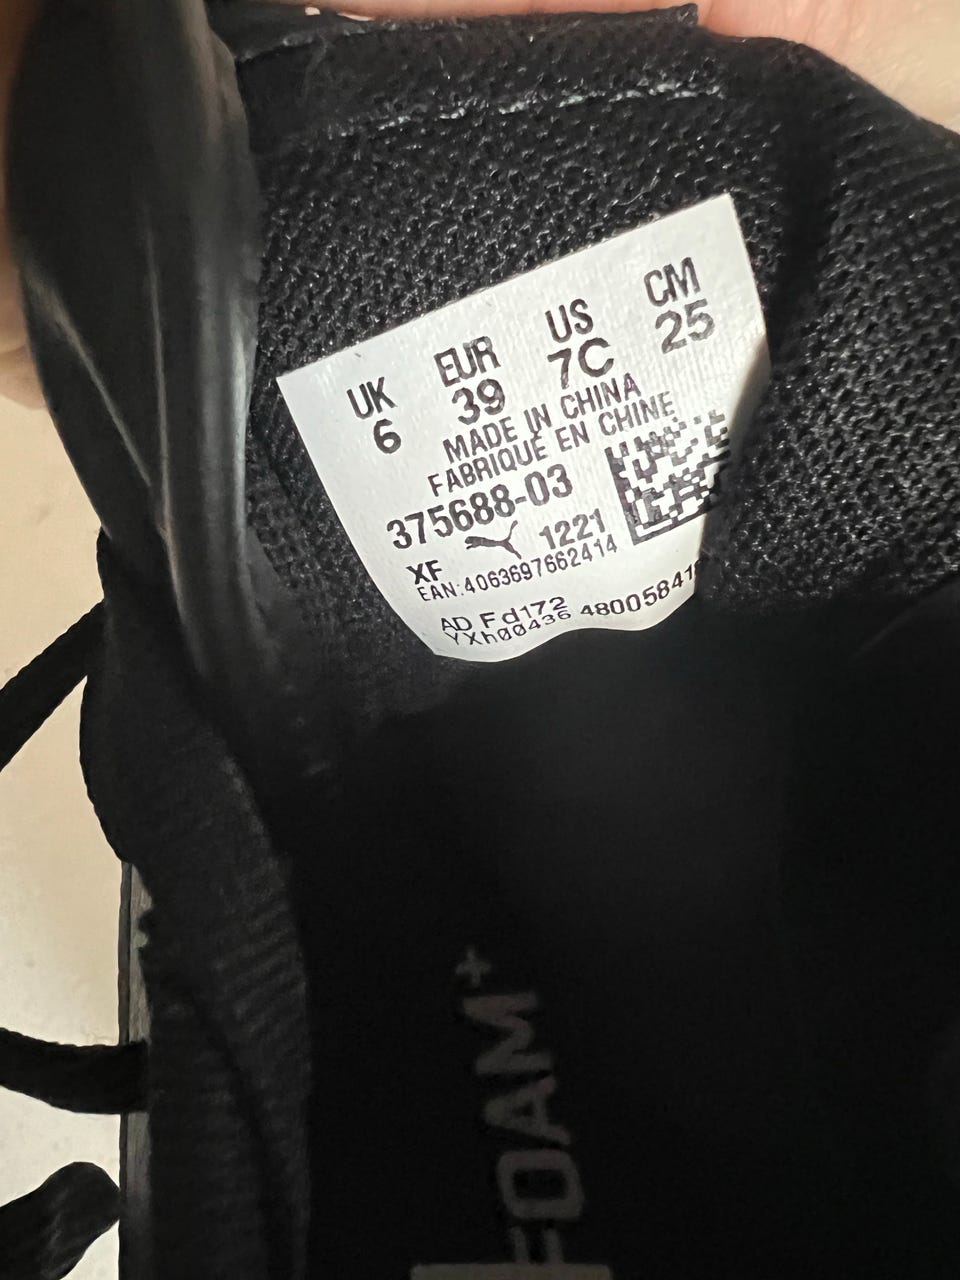 UK EUR US CM
6 39 7C 25
MADE IN CHINA
FABRIQUÉ EN CHINE
375688-03
XF 1221
EAN:4063697662414
AD Fd172
YXh00436 48005841
FOAM+